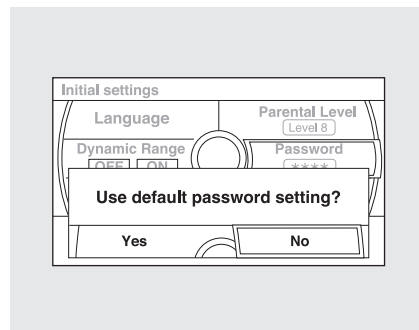 Initial settings
Language
Parental Level
Level 8
Dynamic Range
Password
OFF ON
****
Use default password setting?
Yes
No